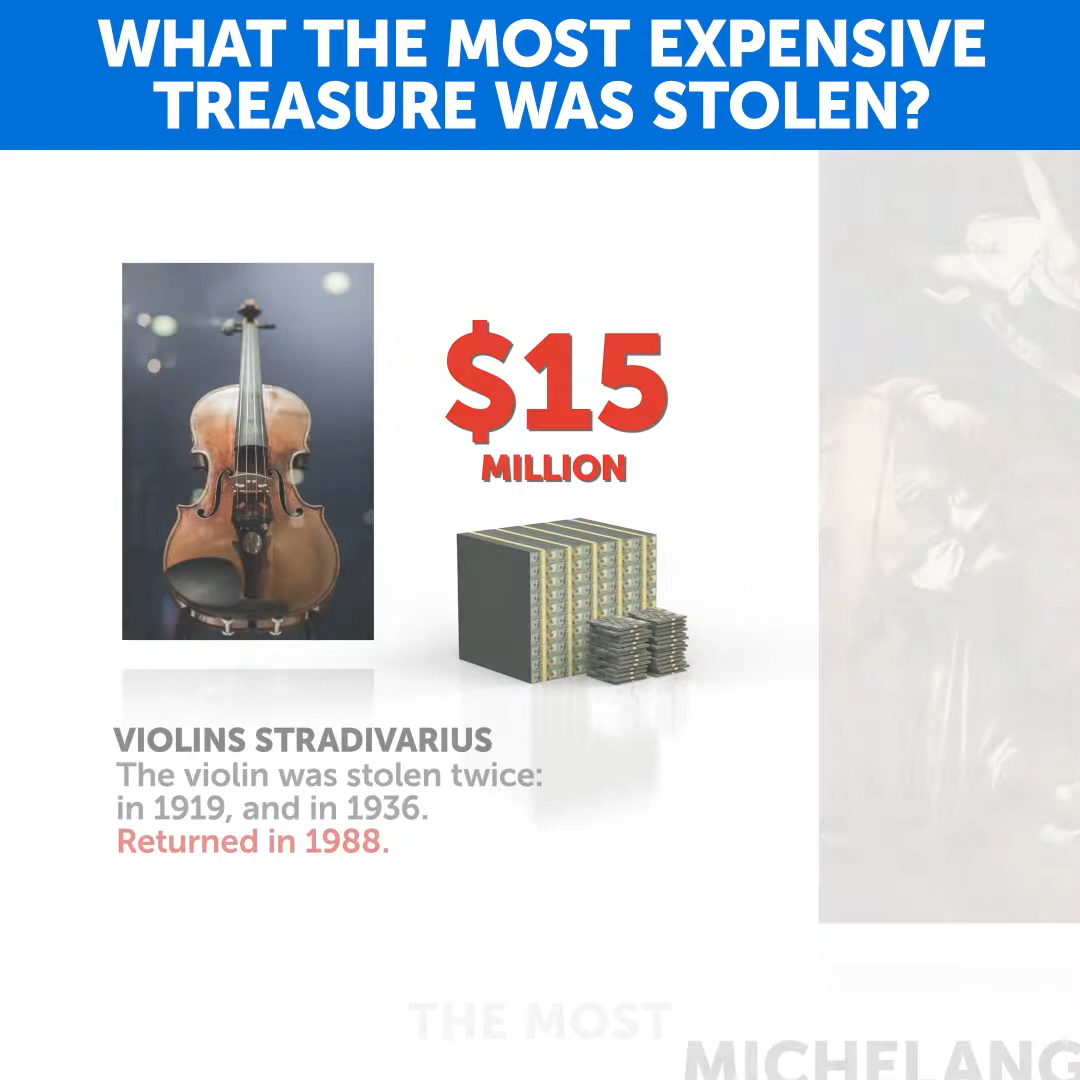 WHAT THE MOST EXPENSIVE
TREASURE WAS STOLEN?
$15
MILLION
VIOLINS STRADIVARIUS
The violin was stolen twice:
in 1919, and in 1936.
Returned in 1988.
THE MOST
MICHELANG